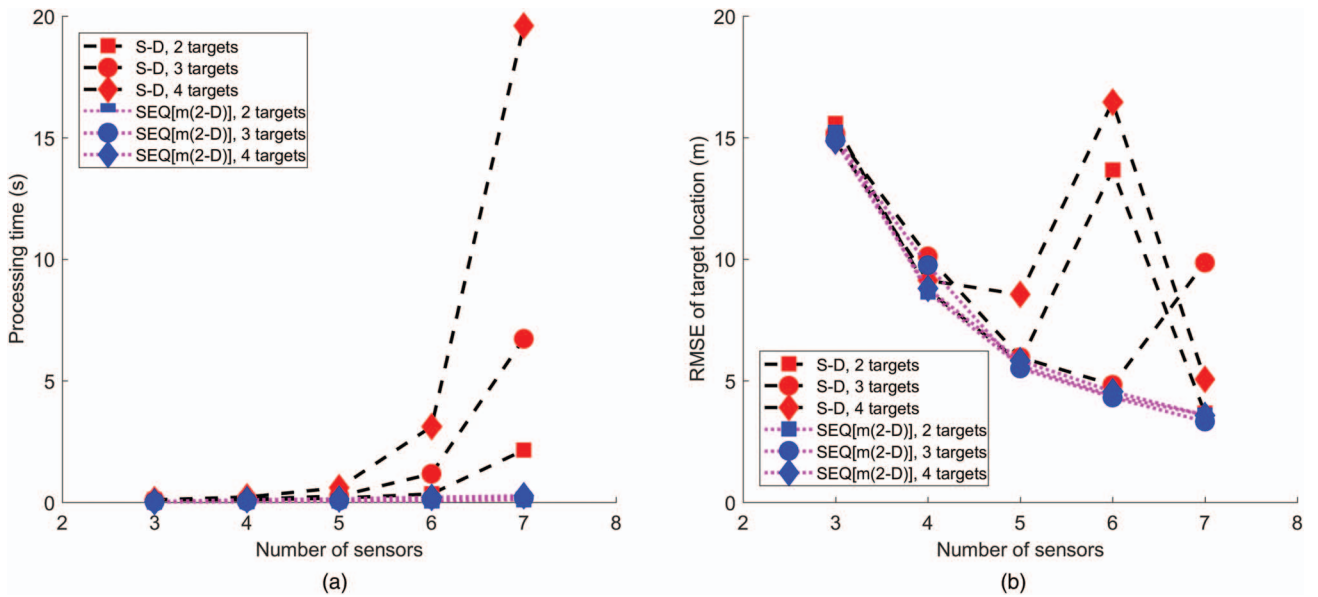 20
15
10
5
0
Processing time (s)
S-D, 2 targets
S-D, 3 targets
S-D, 4 targets
SEQ[m(2-D)], 2 targets
SEQ[m(2-D)], 3 targets
SEQ[m(2-D)], 4 targets
2 3 4 5 6 7 8
Number of sensors
(a)
20
15
10
5
0
RMSE of target location (m)
S-D, 2 targets
S-D, 3 targets
S-D, 4 targets
SEQ[m(2-D)], 2 targets
SEQ[m(2-D)], 3 targets
SEQ[m(2-D)], 4 targets
2 3 4 5 6 7 8
Number of sensors
(b)